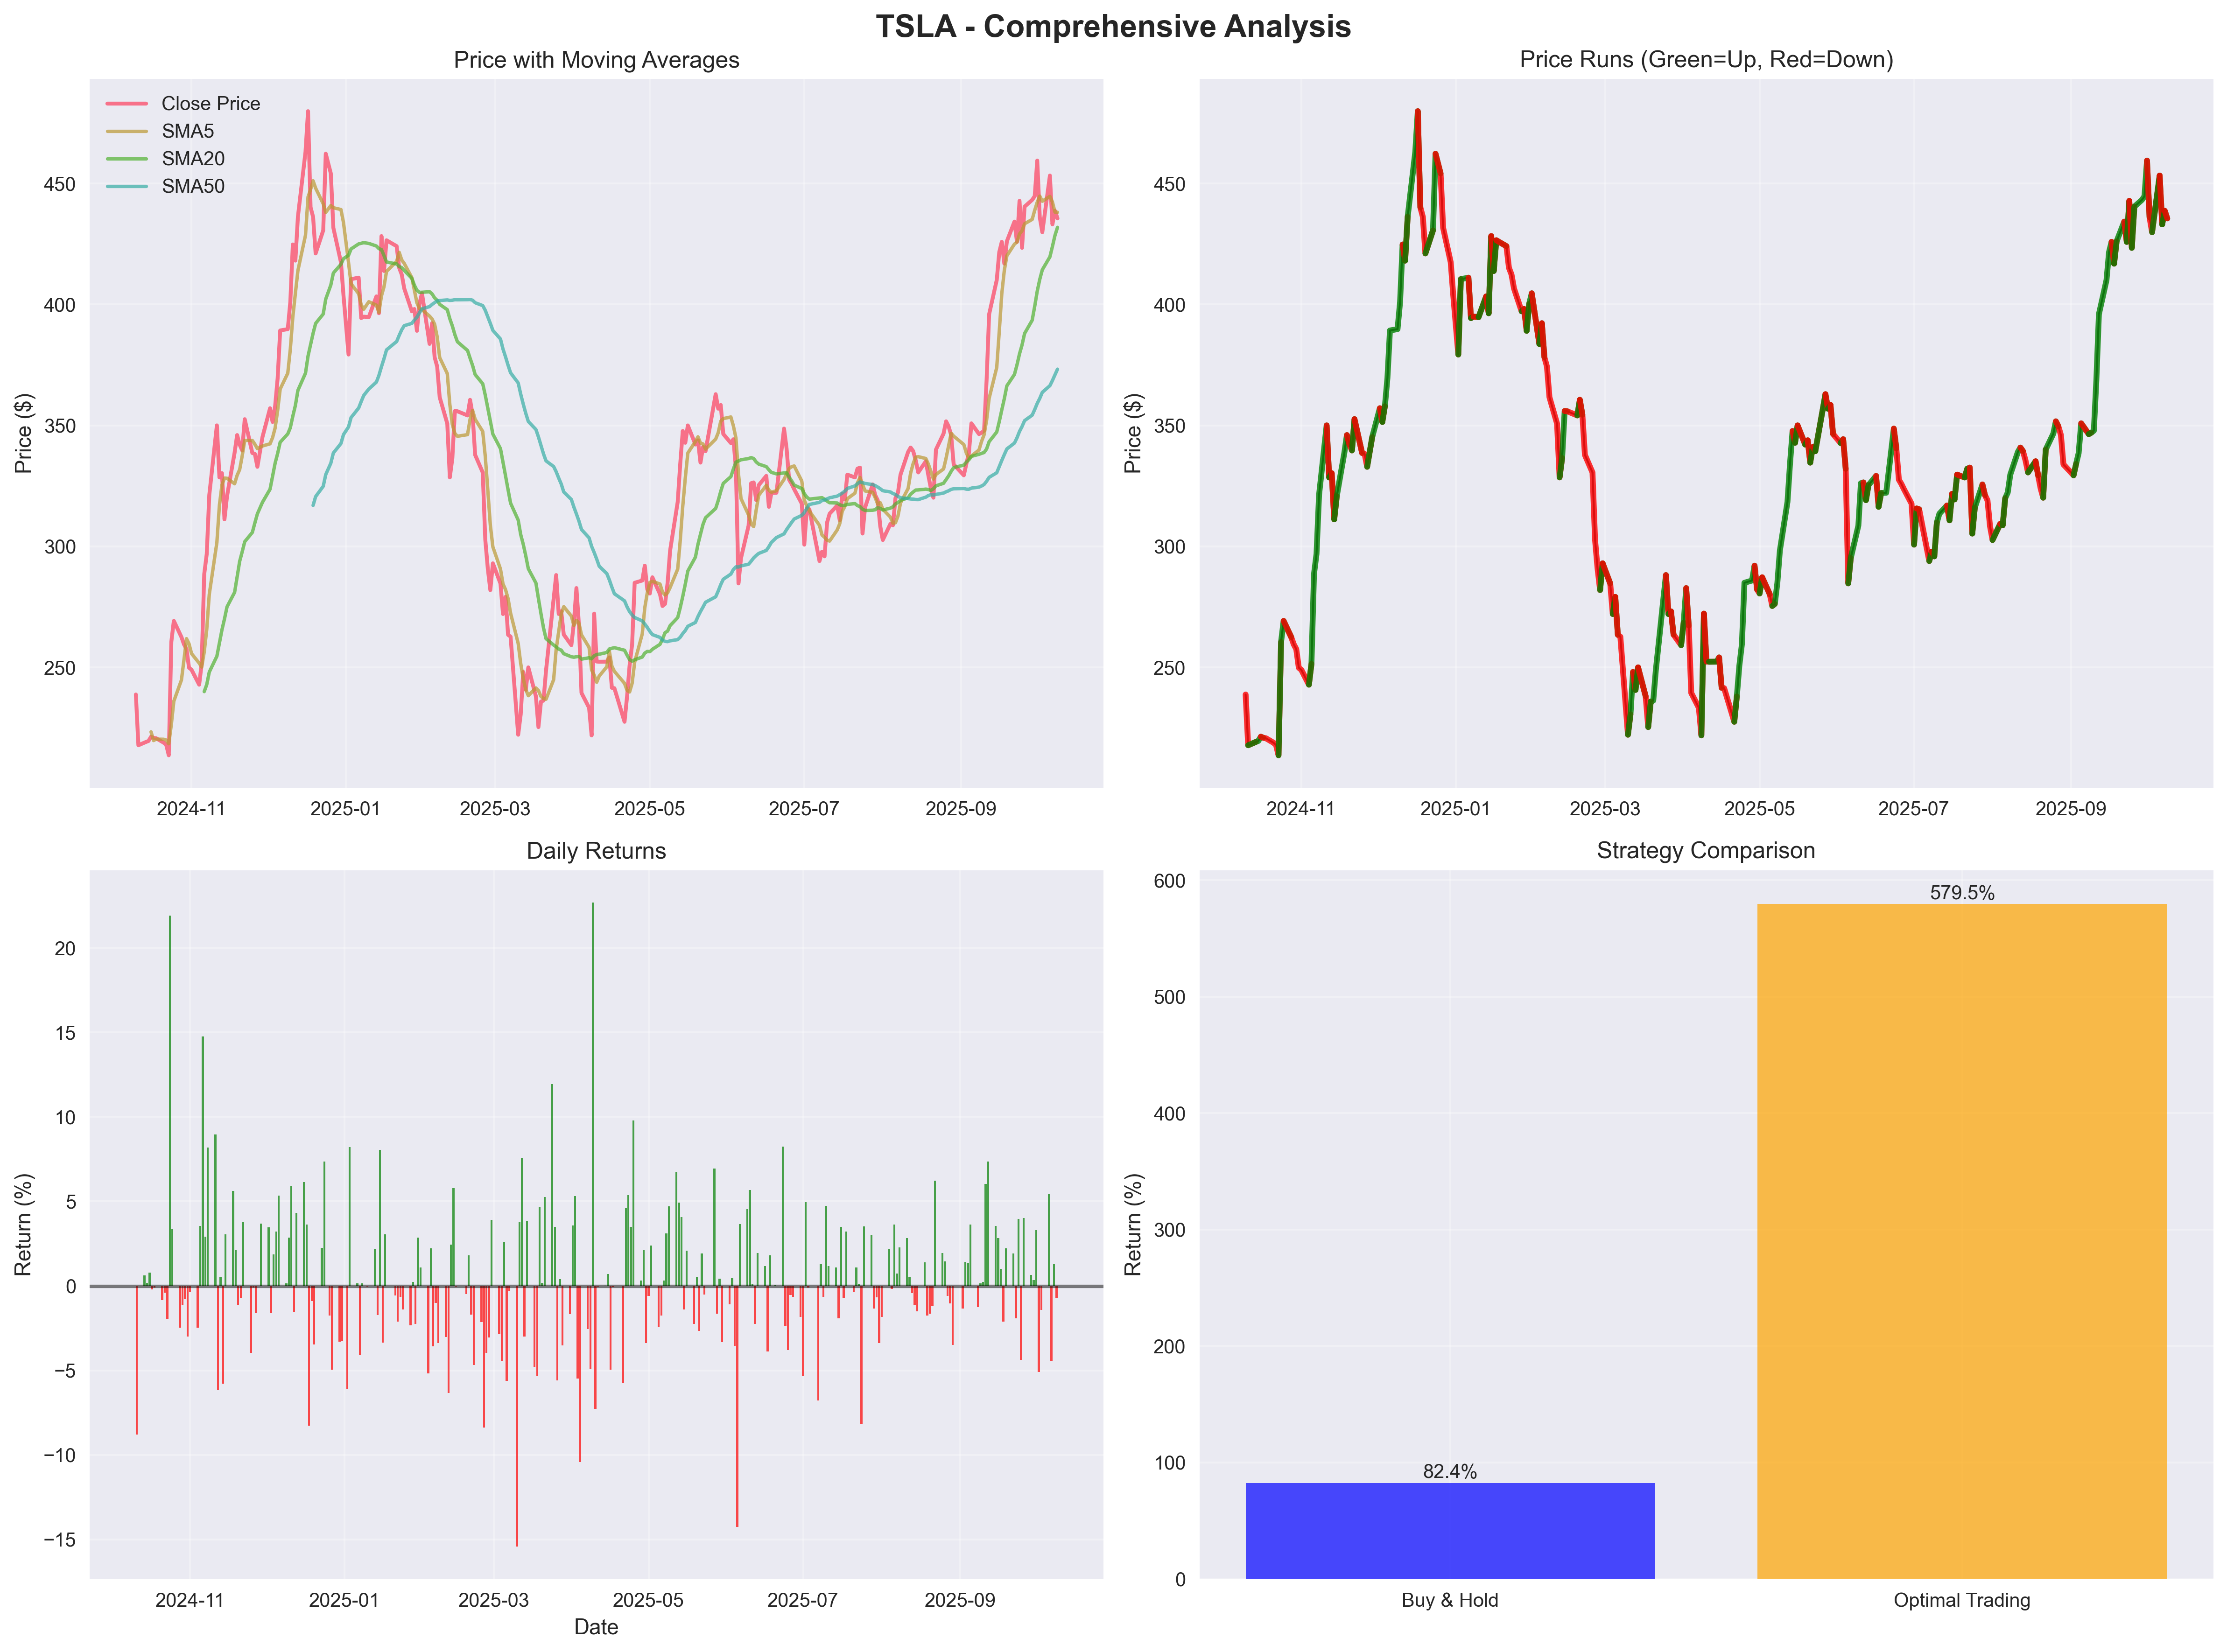 TSLA - Comprehensive Analysis
Price with Moving Averages
Close Price
SMA5
SMA20
SMA50
450
400
350
300
250
Price ($)
2024-11
2025-01
2025-03
2025-05
2025-07
2025-09
Price Runs (Green=Up, Red=Down)
450
400
350
300
250
Price ($)
2024-11
2025-01
2025-03
2025-05
2025-07
2025-09
Daily Returns
20
15
10
5
0
−5
−10
−15
Return (%)
2024-11
2025-01
2025-03
2025-05
2025-07
2025-09
Date
Strategy Comparison
600
500
400
300
200
100
0
Return (%)
82.4%
579.5%
Buy & Hold
Optimal Trading